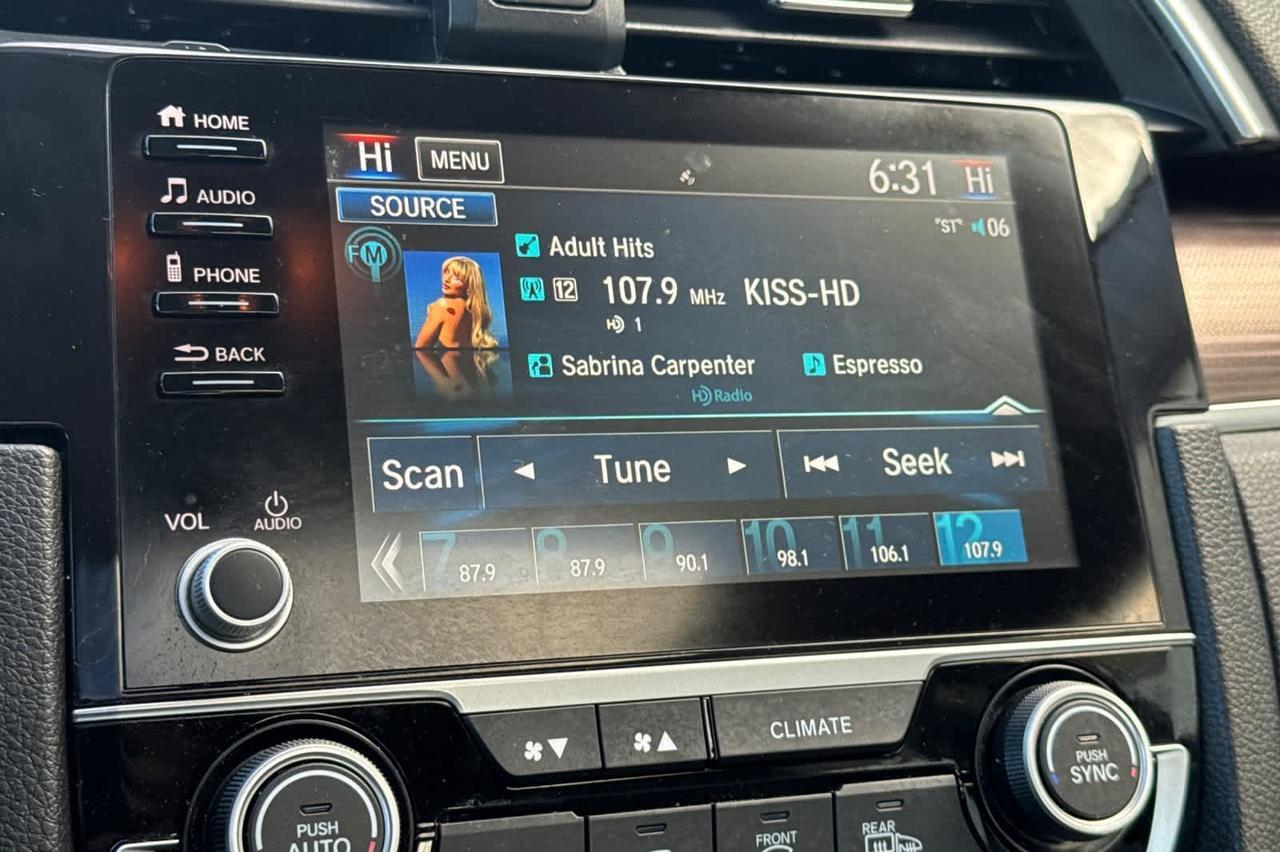 HOME
AUDIO
PHONE
BACK
VOL
AUDIO
Hi MENU 6:31 Hi
SOURCE
"ST" 06
FM
Adult Hits
12 107.9 MHz KISS-HD
HD 1
Sabrina Carpenter Espresso
HD Radio
Scan Tune Seek
7 87.9
8 87.9
9 90.1
10 98.1
11 106.1
12 107.9
CLIMATE
PUSH
AUTO
PUSH
SYNC
FRONT
REAR